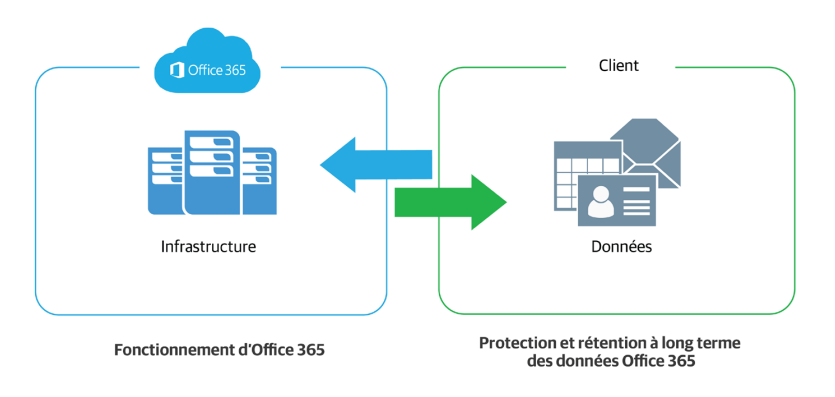 Office 365
Client
Infrastructure
Données
Fonctionnement d'Office 365
Protection et rétention à long terme
des données Office 365